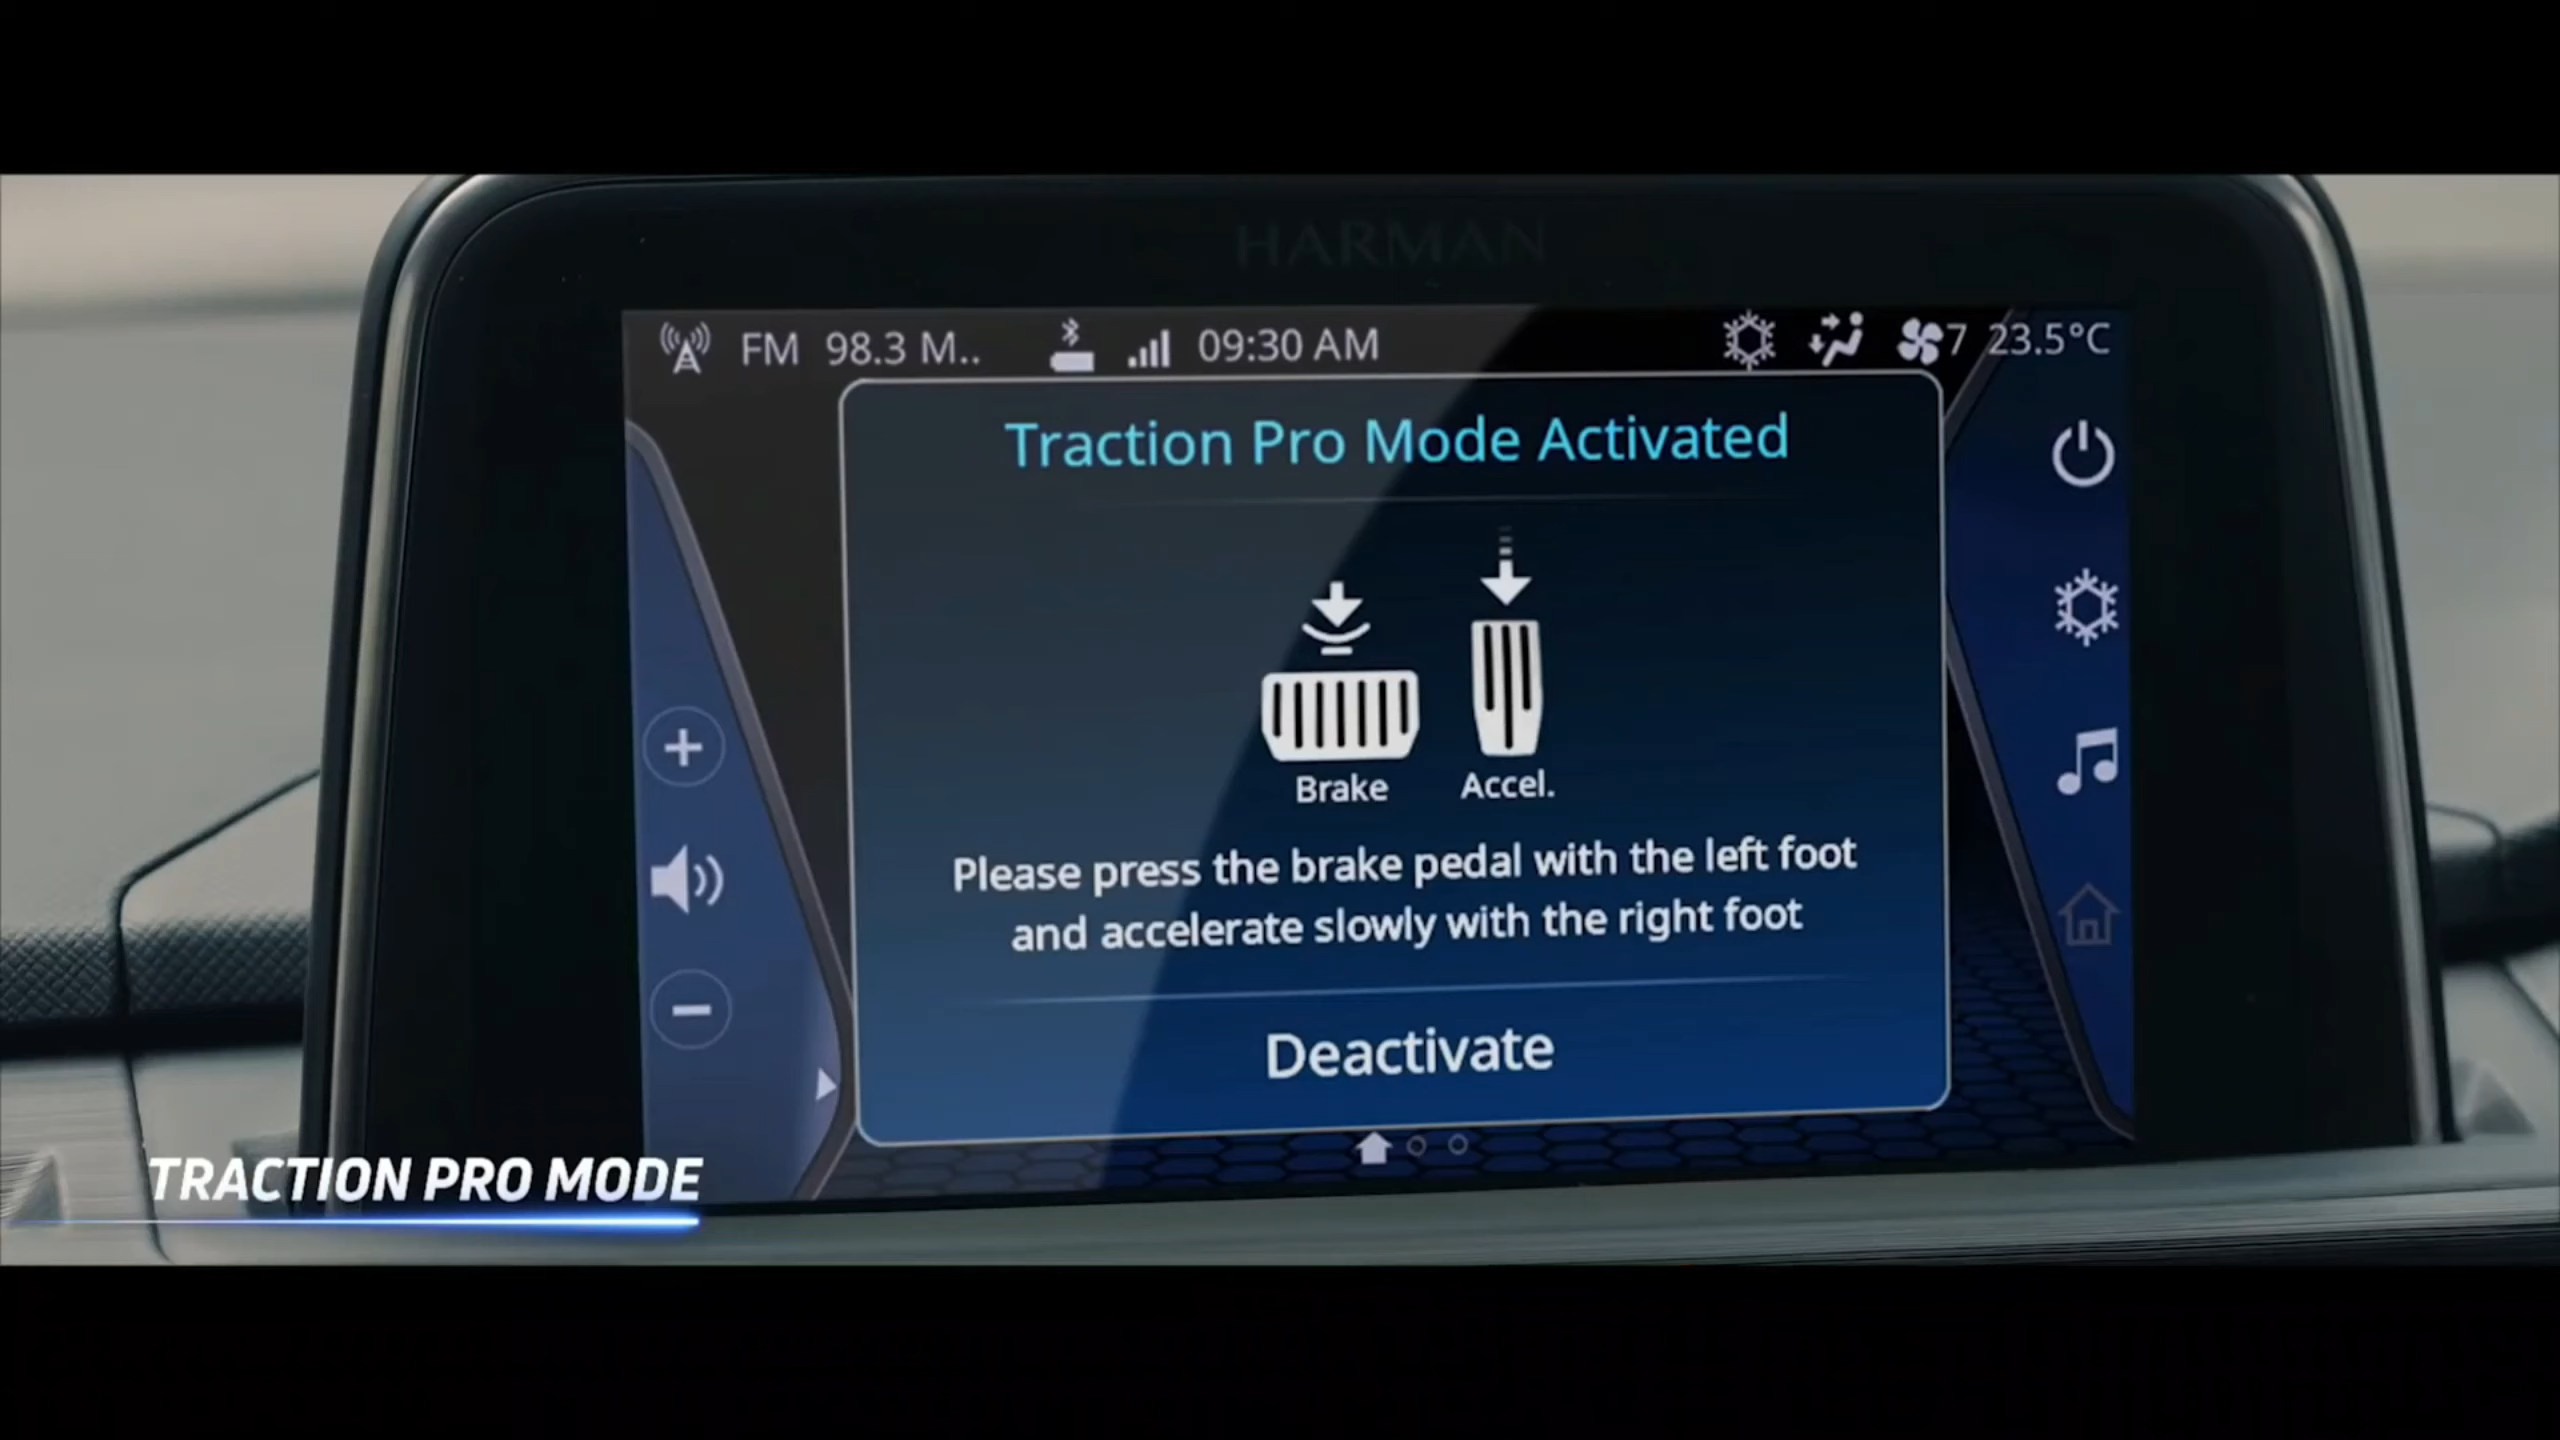 HARMAN
FM 98.3 M.. 09:30 AM 7 23.5°C
Traction Pro Mode Activated
Brake Accel.
Please press the brake pedal with the left foot
and accelerate slowly with the right foot
Deactivate
TRACTION PRO MODE